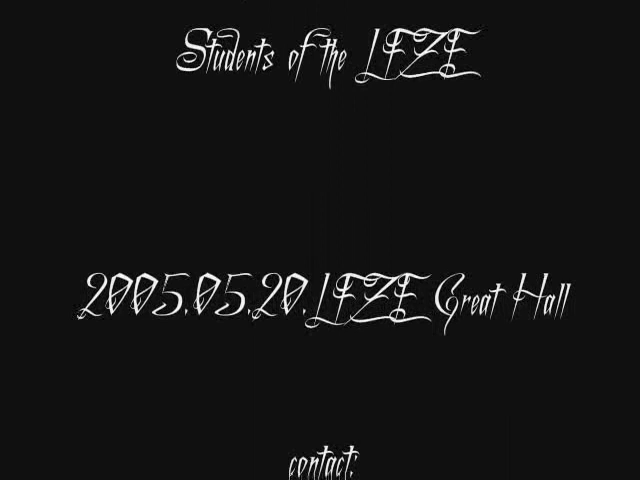 Students of the LFZE
2005.05.20. LFZE Great Hall
contact: